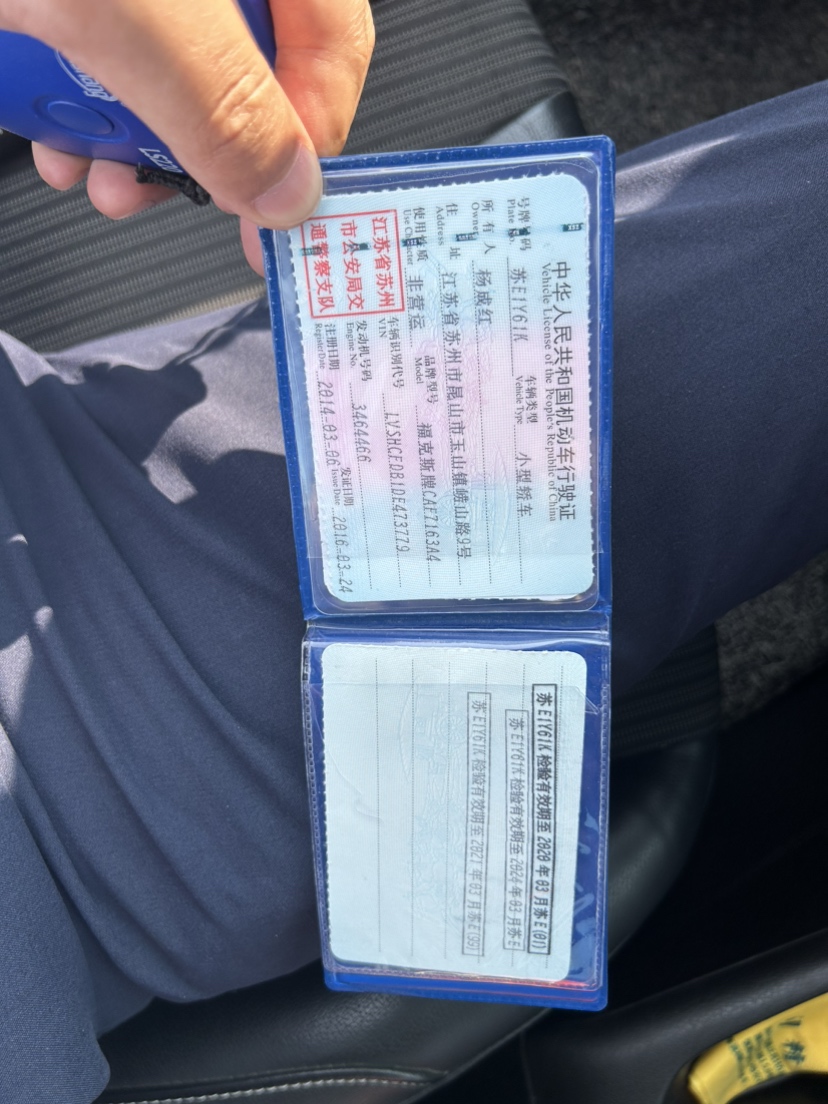 中华人民共和国机动车行驶证
Vehicle License of the People's Republic of China
号牌号码 苏E1Y61K 车辆类型 小型轿车
Plate No. Vehicle Type
所有人 杨成红
Owner
住址 江苏省苏州市昆山市玉山镇崂山路9号
Address
使用性质 非营运 品牌型号 福克斯牌CAF7163A4
Use Character Model
江苏省苏州
市公安局交
通警察支队
车辆识别代号 LVSHCFDB1DE473779
VIN
发动机号码 3464466
Engine No.
注册日期 2014-03-06 发证日期 2016-03-24
Register Date Issue Date
苏E1Y61K 检验有效期至2020年03月苏E(01)
苏E1Y61K 检验有效期至2024年03月苏E
苏E1Y61K 检验有效期至2021年03月苏E(99)